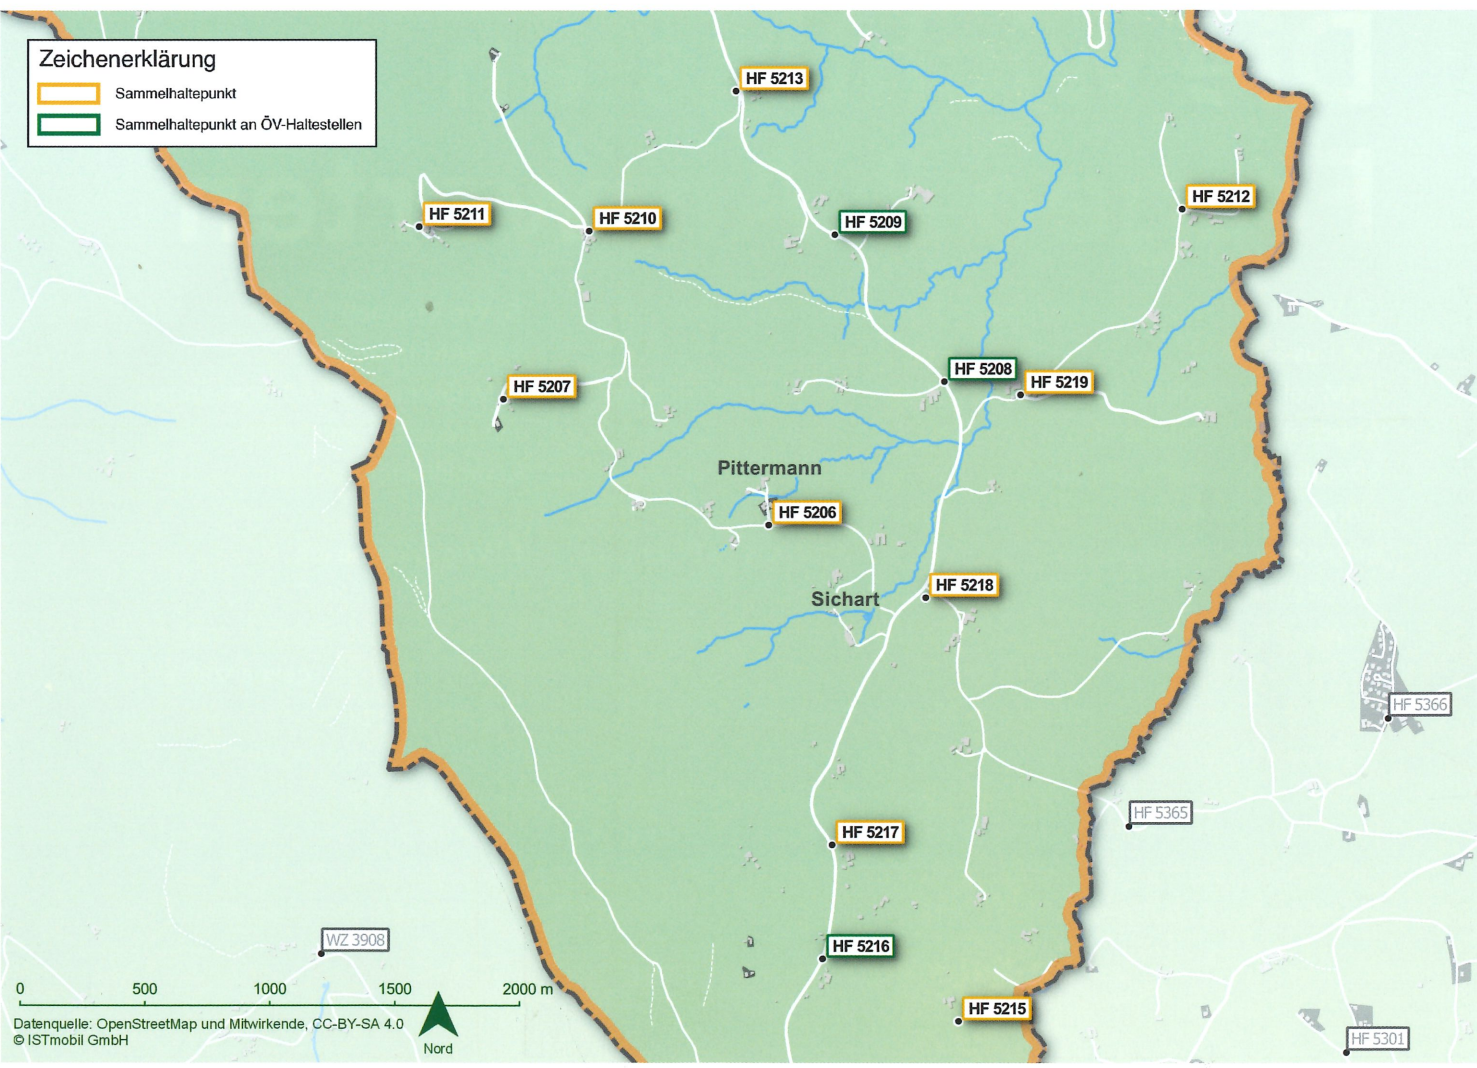 Zeichenerklärung
Sammelhaltepunkt
Sammelhaltepunkt an ÖV-Haltestellen
HF 5213
HF 5212
HF 5211
HF 5210
HF 5209
HF 5208
HF 5219
HF 5207
Pittermann
HF 5206
HF 5218
Sichart
HF 5366
HF 5365
HF 5217
WZ 3908
HF 5216
0 500 1000 1500 2000 m
HF 5215
Datenquelle: OpenStreetMap und Mitwirkende, CC-BY-SA 4.0
© ISTmobil GmbH
Nord
HF 5301